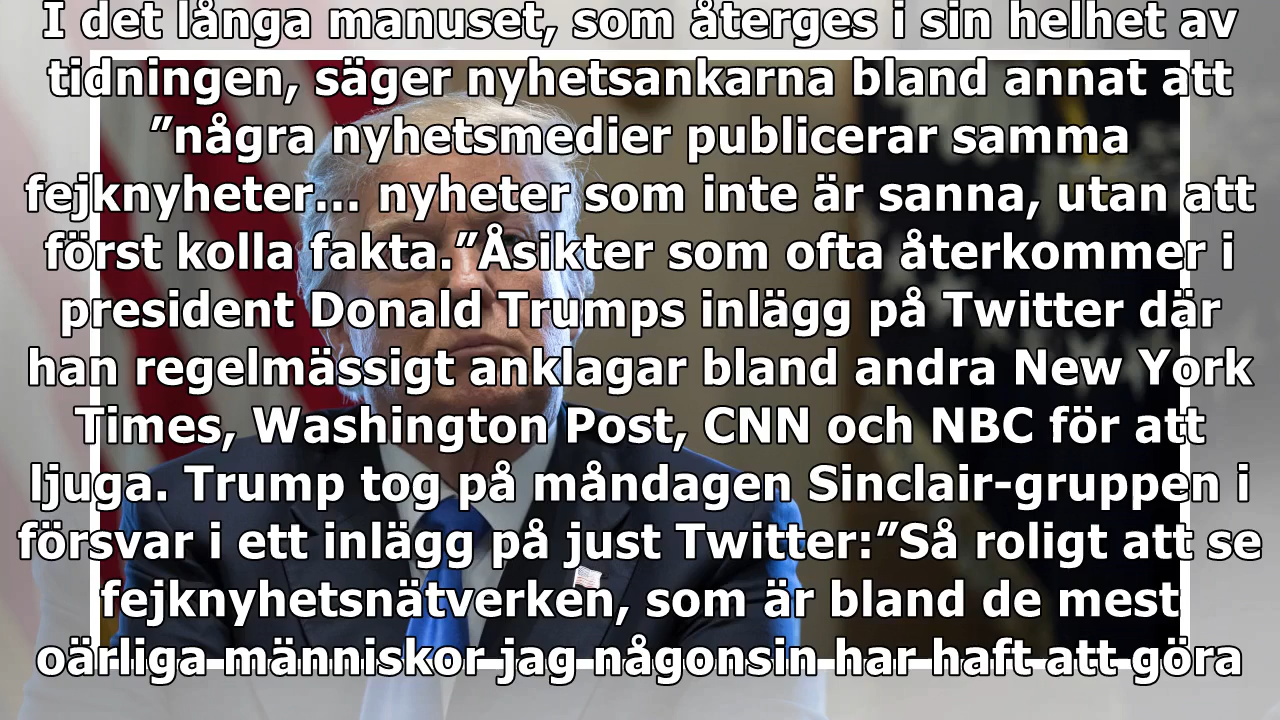 I det långa manuset, som återges i sin helhet av
tidningen, säger nyhetsankarna bland annat att
”några nyhetsmedier publicerar samma
fejknyheter... nyheter som inte är sanna, utan att
först kolla fakta.”Åsikter som ofta återkommer i
president Donald Trumps inlägg på Twitter där
han regelmässigt anklagar bland andra New York
Times, Washington Post, CNN och NBC för att
ljuga. Trump tog på måndagen Sinclair-gruppen i
försvar i ett inlägg på just Twitter:”Så roligt att se
fejknyhetsnätverken, som är bland de mest
oärliga människor jag någonsin har haft att göra